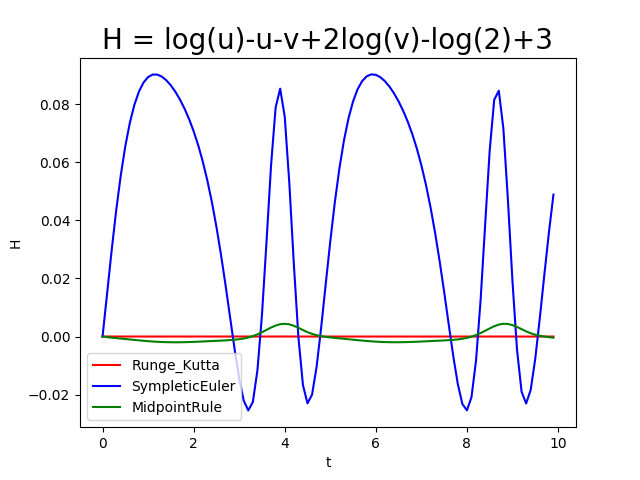 H = log(u)-u-v+2log(v)-log(2)+3
0.08
0.06
0.04
0.02
0.00
−0.02
H
Runge_Kutta
SympleticEuler
MidpointRule
0 2 4 6 8 10
t